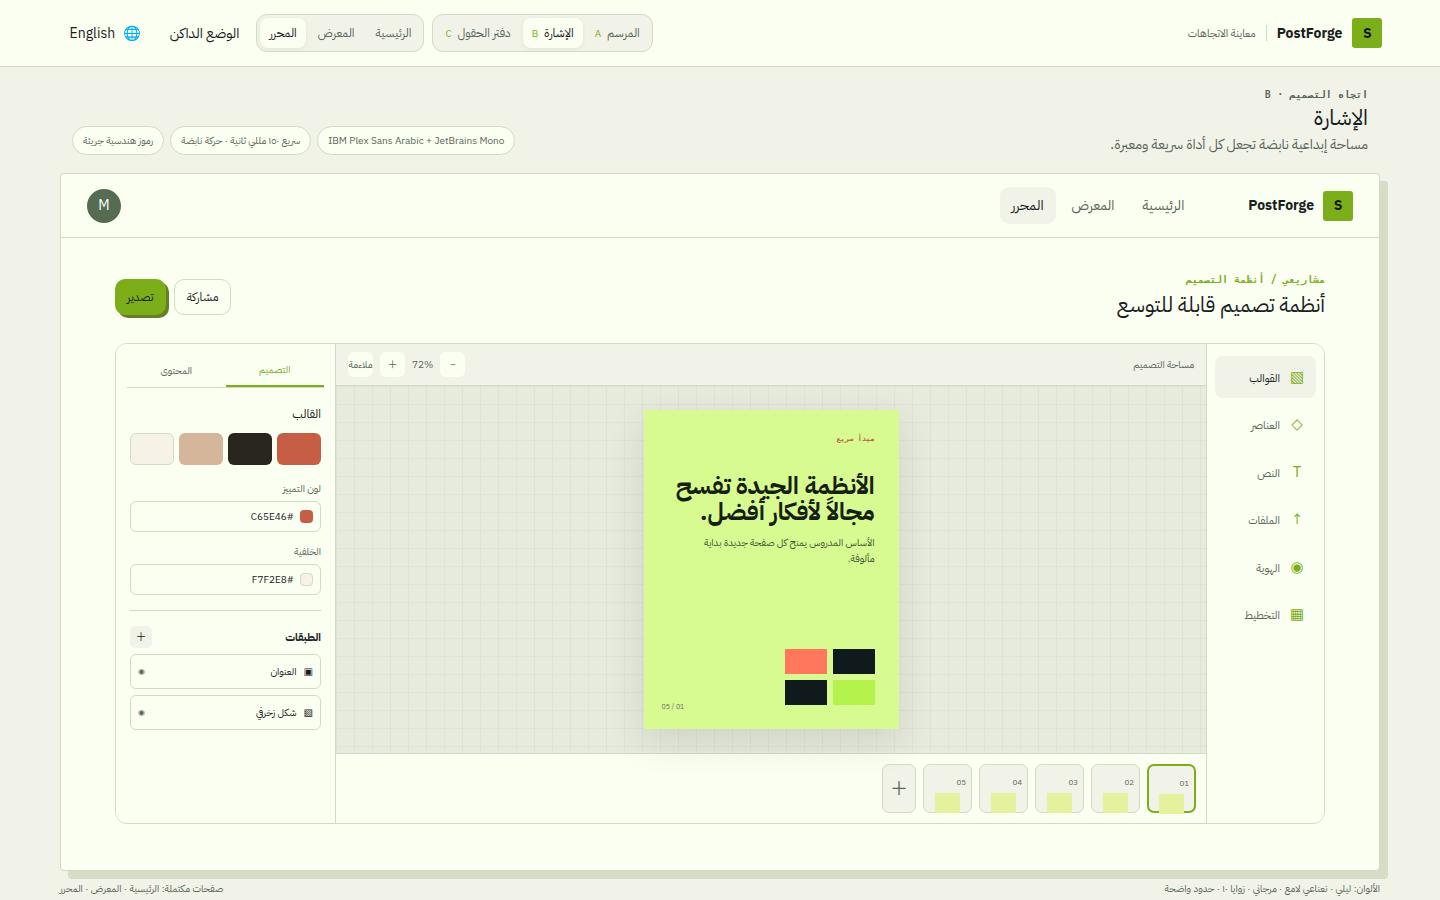 S
PostForge
معاينة الاتجاهات
المرسم A
الإشارة B
دفتر الحقول C
الرئيسية
المعرض
المحرر
الوضع الداكن
English
اتجاه التصميم · B
الإشارة
مساحة إبداعية نابضة تجعل كل أداة سريعة ومعبرة.
IBM Plex Sans Arabic + JetBrains Mono
سريع ١٥٠ مللي ثانية · حركة نابضة
رموز هندسية جريئة
S
PostForge
الرئيسية
المعرض
المحرر
M
مشاريعي / أنظمة التصميم
أنظمة تصميم قابلة للتوسع
مشاركة
تصدير
القوالب
العناصر
T النص
الملفات
الهوية
التخطيط
مساحة التصميم
−
72%
+
ملاءمة
مبدأ سريع
الأنظمة الجيدة تفسح
مجالاً لأفكار أفضل.
الأساس المدروس يمنح كل صفحة جديدة بداية
مألوفة.
05 / 01
01
02
03
04
05
+
التصميم
المحتوى
القالب
لون التمييز
C65E46#
الخلفية
F7F2E8#
الطبقات
+
العنوان
شكل زخرفي
الألوان: ليلي · نعناعي لامع · مرجاني · زوايا ١٠ · حدود واضحة
صفحات مكتملة: الرئيسية · المعرض · المحرر